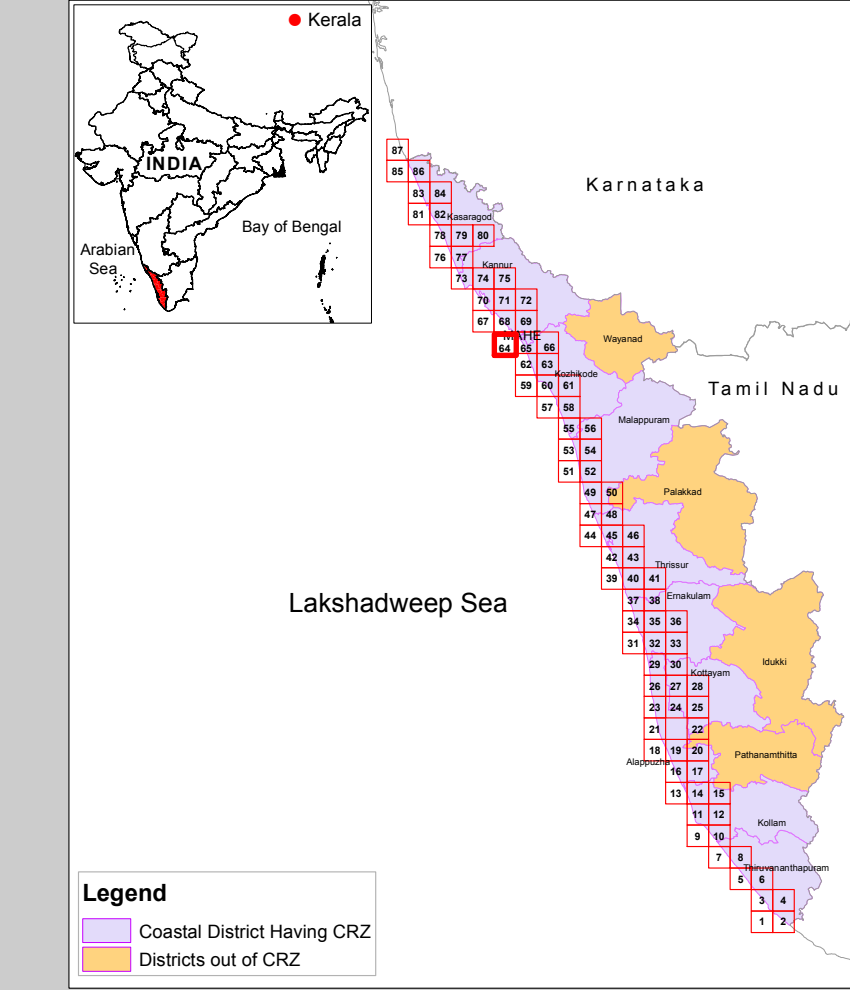 Kerala
INDIA
Bay of Bengal
Arabian
Sea
Karnataka
87
85 86
83 84
81 82
Kasaragod
78 79 80
76 77
Kannur
73 74 75
70 71 72
67 68 69
MAHE
Wayanad
64 65 66
62 63
Kozhikode
59 60 61
Tamil Nadu
57 58
Malappuram
55 56
53 54
51 52
49 50
Palakkad
47 48
44 45 46
42 43
Thrissur
39 40 41
Ernakulam
37 38
Lakshadweep Sea
34 35 36
31 32 33
29 30
Idukki
Kottayam
26 27 28
23 24 25
21 22
18 19 20
Pathanamthitta
Alappuzha
16 17
13 14 15
11 12
Kollam
9 10
7 8
Thiruvananthapuram
5 6
3 4
1 2
Legend
Coastal District Having CRZ
Districts out of CRZ